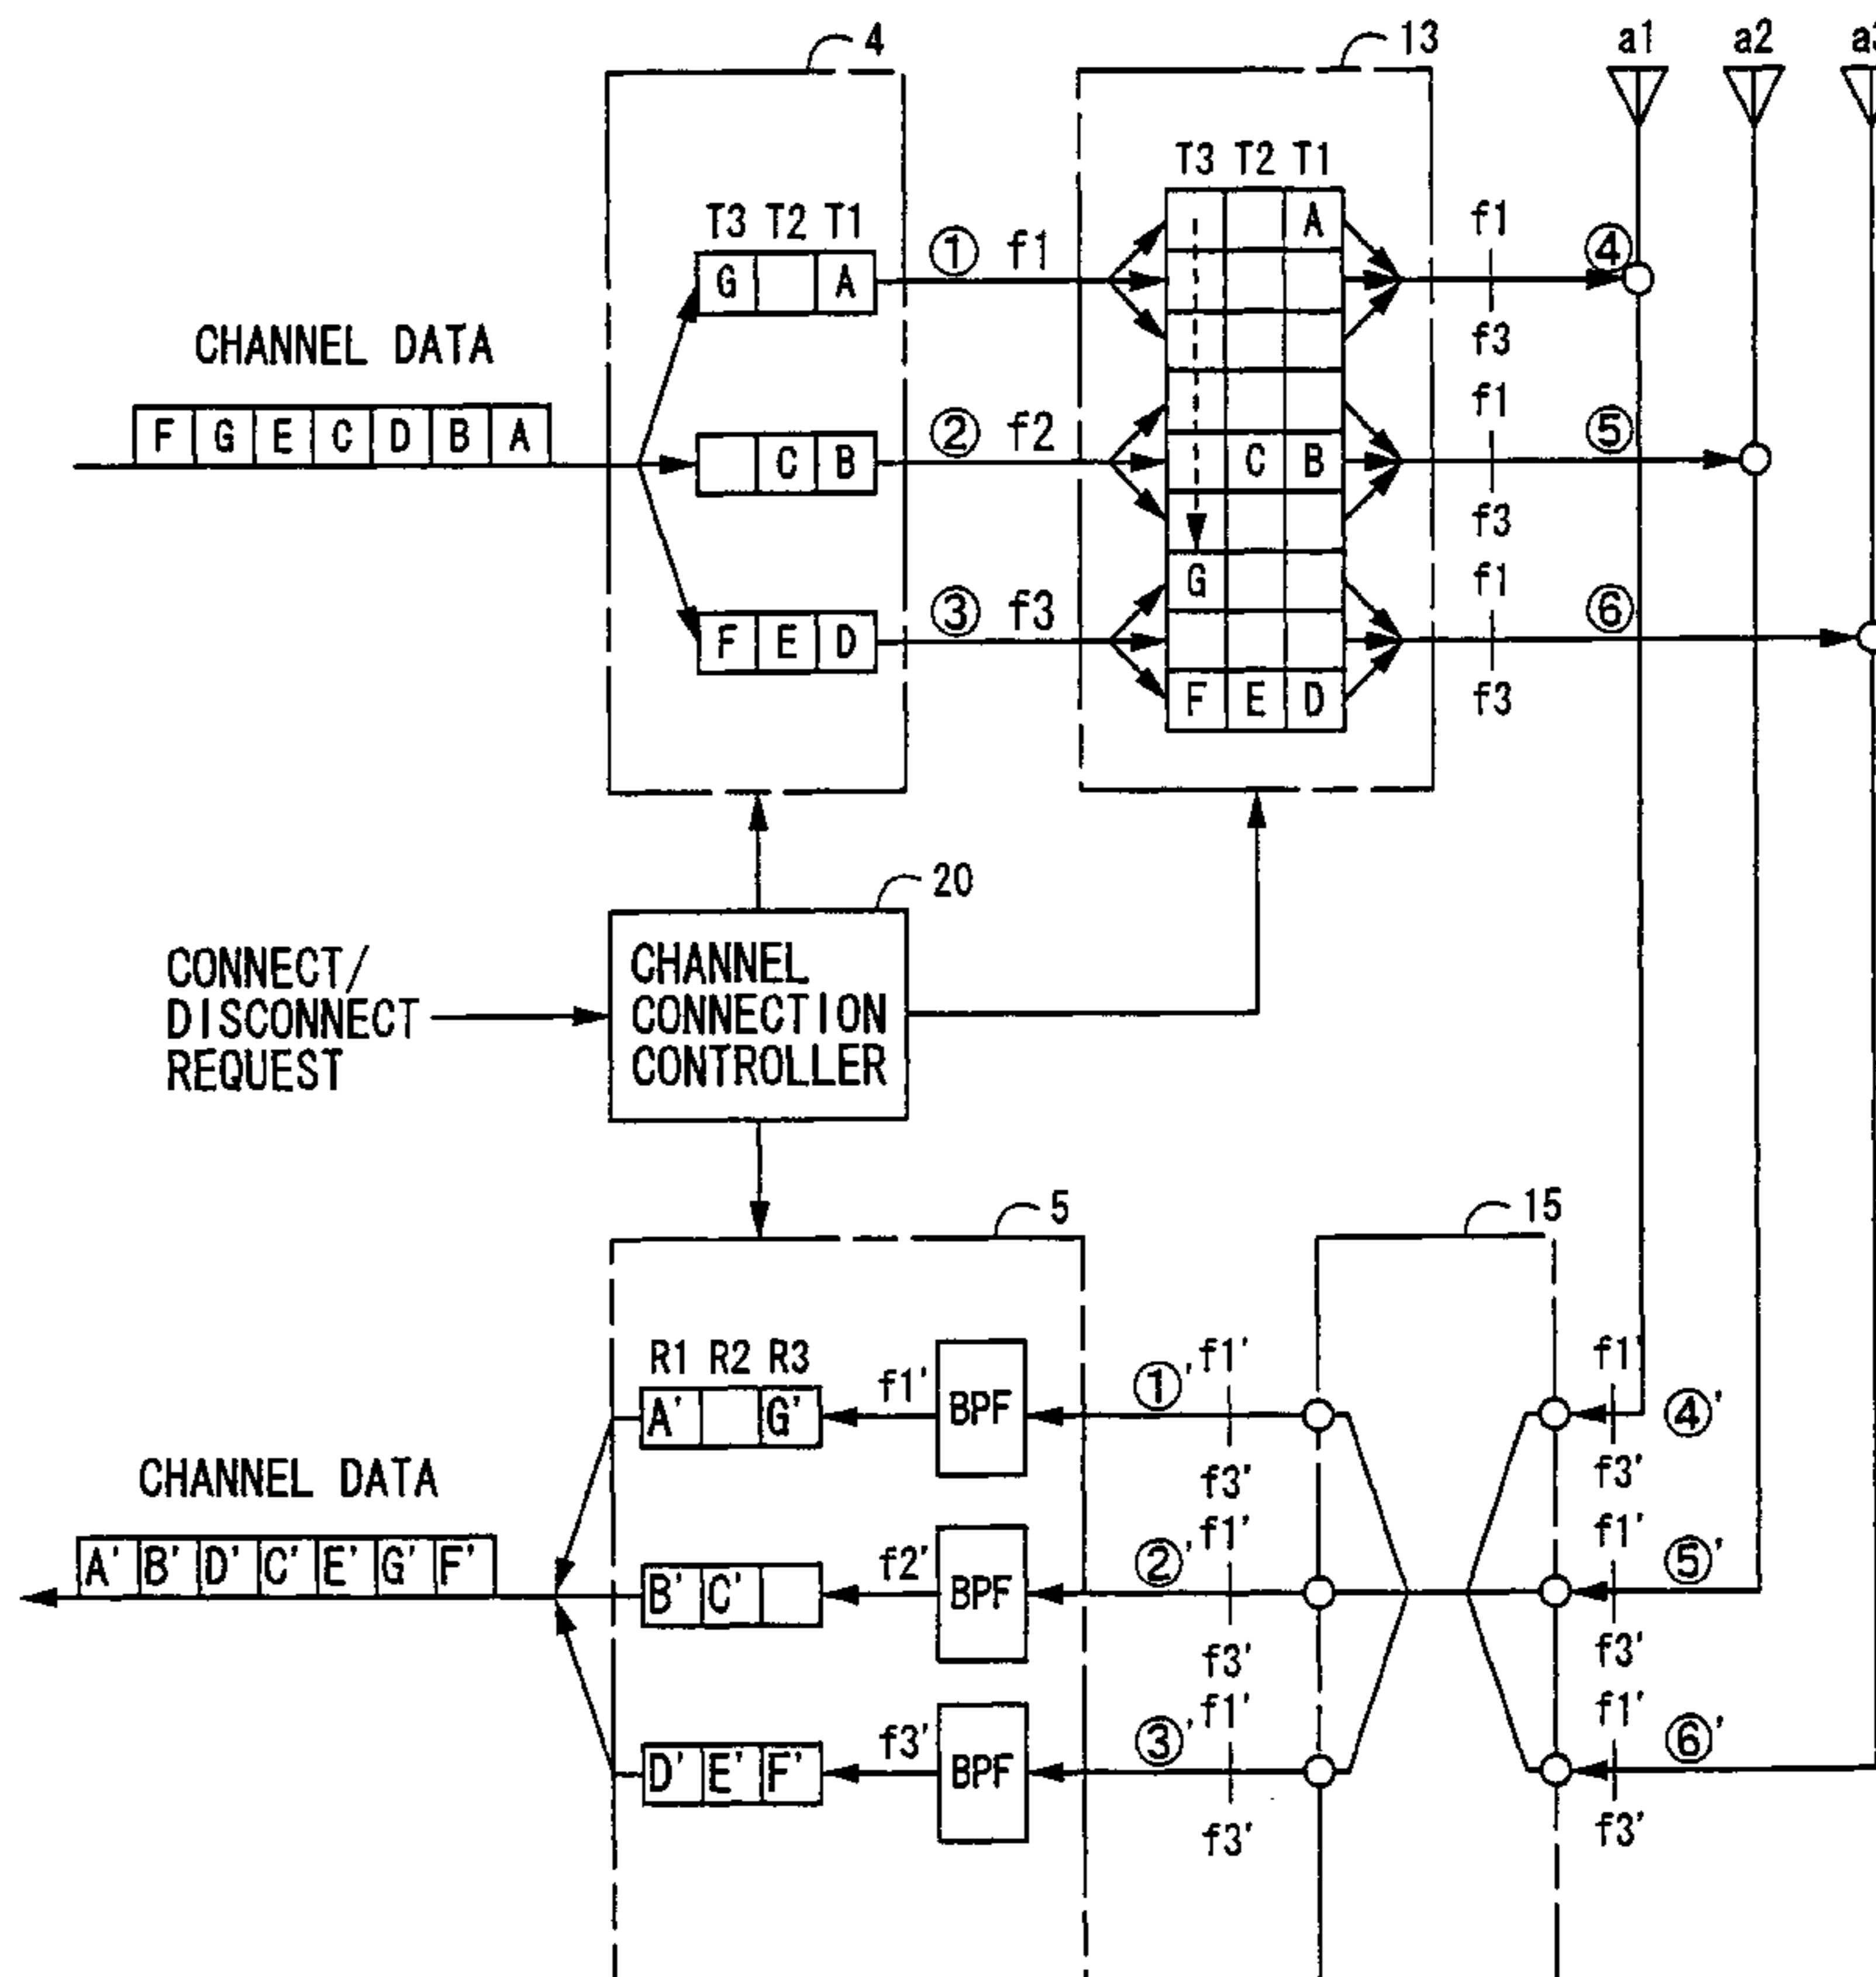 4
13
a1 a2
T3 T2 T1
A
T3 T2 T1
G A
① f1
f1
④
f3
CHANNEL DATA
F G E C D B A
C B
② f2
C B
f1
⑤
f3
F E D
③ f3
G
F E D
f1
⑥
f3
20
CONNECT/
DISCONNECT
REQUEST
CHANNEL
CONNECTION
CONTROLLER
5
15
R1 R2 R3
A' G'
f1'
BPF
①'
f1'
f3'
f1'
④'
f3'
CHANNEL DATA
A' B' D' C' E' G' F'
B' C'
f2'
BPF
②'
f1'
f3'
f1'
⑤'
f3'
D' E' F'
f3'
BPF
③'
f1'
f3'
f1'
⑥'
f3'